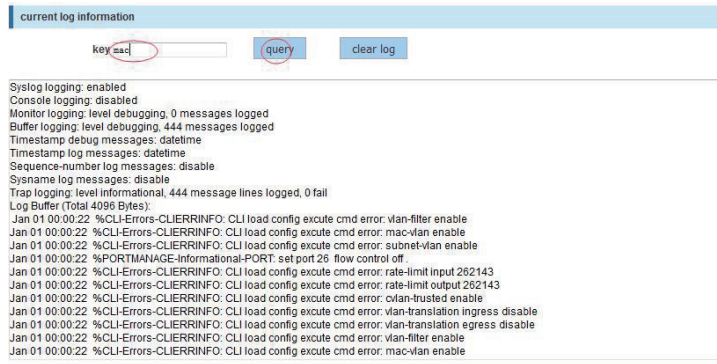 current log information
key mac query clear log
Syslog logging: enabled
Console logging: disabled
Monitor logging: level debugging, 0 messages logged
Buffer logging: level debugging, 444 messages logged
Timestamp debug messages: datetime
Timestamp log messages: datetime
Sequence-number log messages: disable
Sysname log messages: disable
Trap logging: level informational, 444 message lines logged, 0 fail
Log Buffer (Total 4096 Bytes):
Jan 01 00:00:22 %CLI-Errors-CLIERRINFO: CLI load config excute cmd error: vlan-filter enable
Jan 01 00:00:22 %CLI-Errors-CLIERRINFO: CLI load config excute cmd error: mac-vlan enable
Jan 01 00:00:22 %CLI-Errors-CLIERRINFO: CLI load config excute cmd error: subnet-vlan enable
Jan 01 00:00:22 %PORTMANAGE-Informational-PORT: set port 26 flow control off .
Jan 01 00:00:22 %CLI-Errors-CLIERRINFO: CLI load config excute cmd error: rate-limit input 262143
Jan 01 00:00:22 %CLI-Errors-CLIERRINFO: CLI load config excute cmd error: rate-limit output 262143
Jan 01 00:00:22 %CLI-Errors-CLIERRINFO: CLI load config excute cmd error: cvlan-trusted enable
Jan 01 00:00:22 %CLI-Errors-CLIERRINFO: CLI load config excute cmd error: vlan-translation ingress disable
Jan 01 00:00:22 %CLI-Errors-CLIERRINFO: CLI load config excute cmd error: vlan-translation egress disable
Jan 01 00:00:22 %CLI-Errors-CLIERRINFO: CLI load config excute cmd error: vlan-filter enable
Jan 01 00:00:22 %CLI-Errors-CLIERRINFO: CLI load config excute cmd error: mac-vlan enable